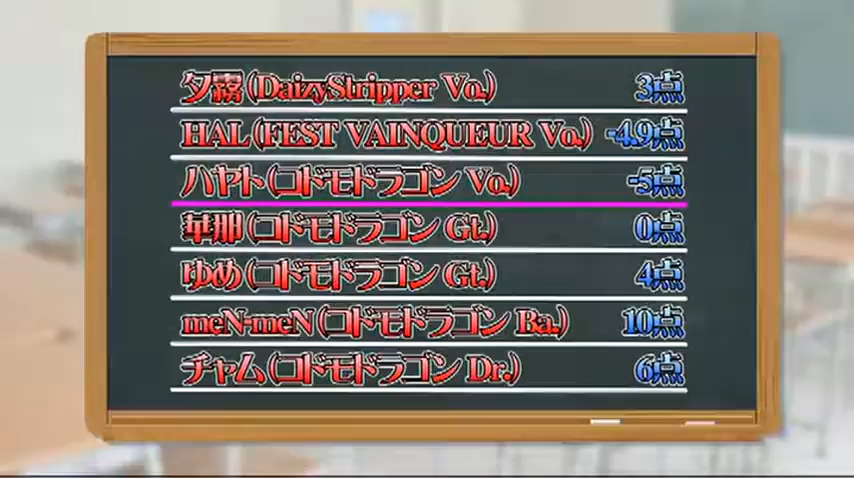 夕霧(DaizyStripper Vo.) 3点
HAL(FEST VAINQUEUR Vo.) -4.9点
ハヤト(コドモドラゴン Vo.) -5点
華那(コドモドラゴン Gt.) 0点
ゆめ(コドモドラゴン Gt.) 4点
meN-meN(コドモドラゴン Ba.) 10点
チャム(コドモドラゴン Dr.) 6点